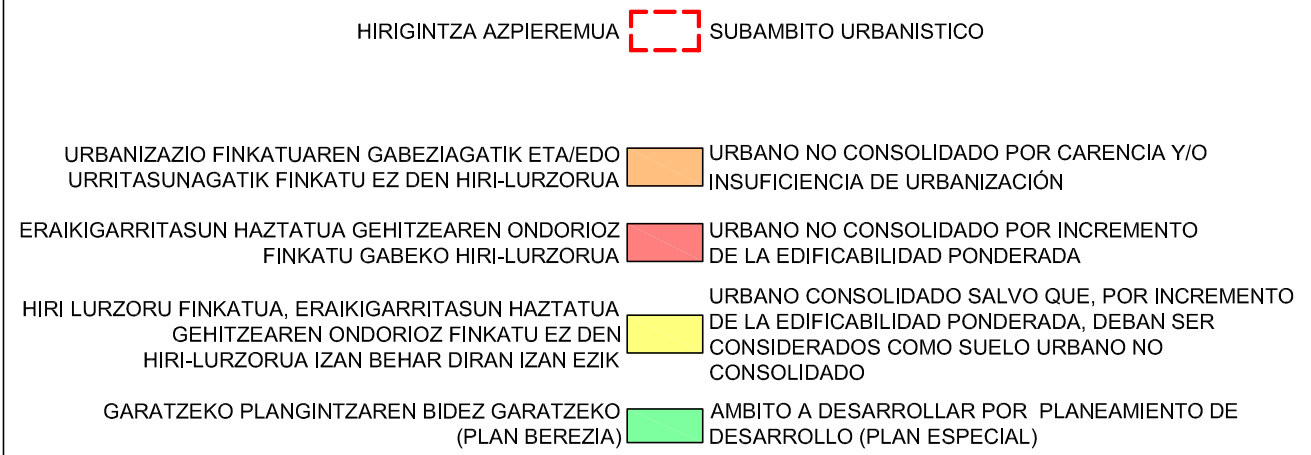 HIRIGINTZA AZPIEREMUA
SUBAMBITO URBANISTICO
URBANIZAZIO FINKATUAREN GABEZIAGATIK ETA/EDO
URRITASUNAGATIK FINKATU EZ DEN HIRI-LURZORUA
URBANO NO CONSOLIDADO POR CARENCIA Y/O
INSUFICIENCIA DE URBANIZACIÓN
ERAIKIGARRITASUN HAZTATUA GEHITZEAREN ONDORIOZ
FINKATU GABEKO HIRI-LURZORUA
URBANO NO CONSOLIDADO POR INCREMENTO
DE LA EDIFICABILIDAD PONDERADA
HIRI LURZORU FINKATUA, ERAIKIGARRITASUN HAZTATUA
GEHITZEAREN ONDORIOZ FINKATU EZ DEN
HIRI-LURZORUA IZAN BEHAR DIRAN IZAN EZIK
URBANO CONSOLIDADO SALVO QUE, POR INCREMENTO
DE LA EDIFICABILIDAD PONDERADA, DEBAN SER
CONSIDERADOS COMO SUELO URBANO NO
CONSOLIDADO
GARATZEKO PLANGINTZAREN BIDEZ GARATZEKO
(PLAN BEREZIA)
AMBITO A DESARROLLAR POR PLANEAMIENTO DE
DESARROLLO (PLAN ESPECIAL)